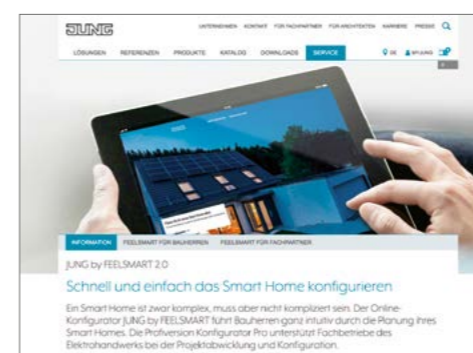 JUNG
UNTERNEHMEN KONTAKT FÜR FACHPARTNER FÜR ARCHITEKTEN KARRIERE PRESSE
LÖSUNGEN REFERENZEN PRODUKTE KATALOG DOWNLOADS SERVICE DE MY JUNG
INFORMATION FEELSMART FÜR BAUHERREN FEELSMART FÜR FACHPARTNER
JUNG by FEELSMART 2.0
Schnell und einfach das Smart Home konfigurieren
Ein Smart Home ist zwar komplex, muss aber nicht kompliziert sein. Der Online-
Konfigurator JUNG by FEELSMART führt Bauherren ganz intuitiv durch die Planung ihres
Smart Homes. Die Profiversion Konfigurator Pro unterstützt Fachbetriebe des
Elektrohandwerks bei der Projektabwicklung und Konfiguration.